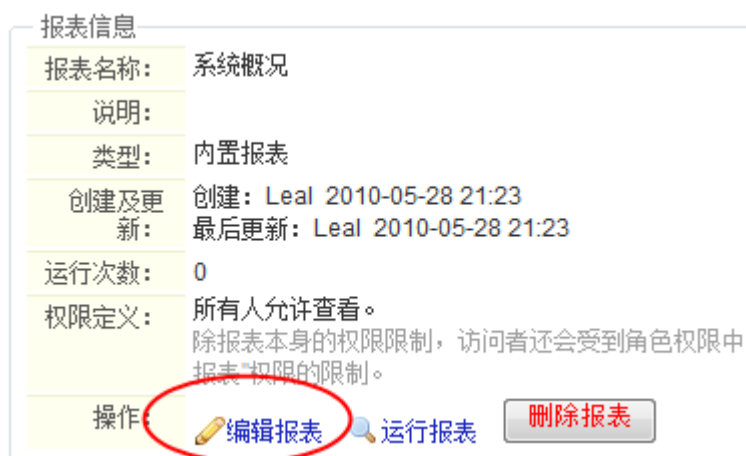 报表信息
报表名称： 系统概况
说明：
类型： 内置报表
创建及更新： 创建：Leal 2010-05-28 21:23
最后更新：Leal 2010-05-28 21:23
运行次数： 0
权限定义： 所有人允许查看。
除报表本身的权限限制，访问者还会受到角色权限中
报表"权限的限制。
操作： 编辑报表 运行报表 删除报表